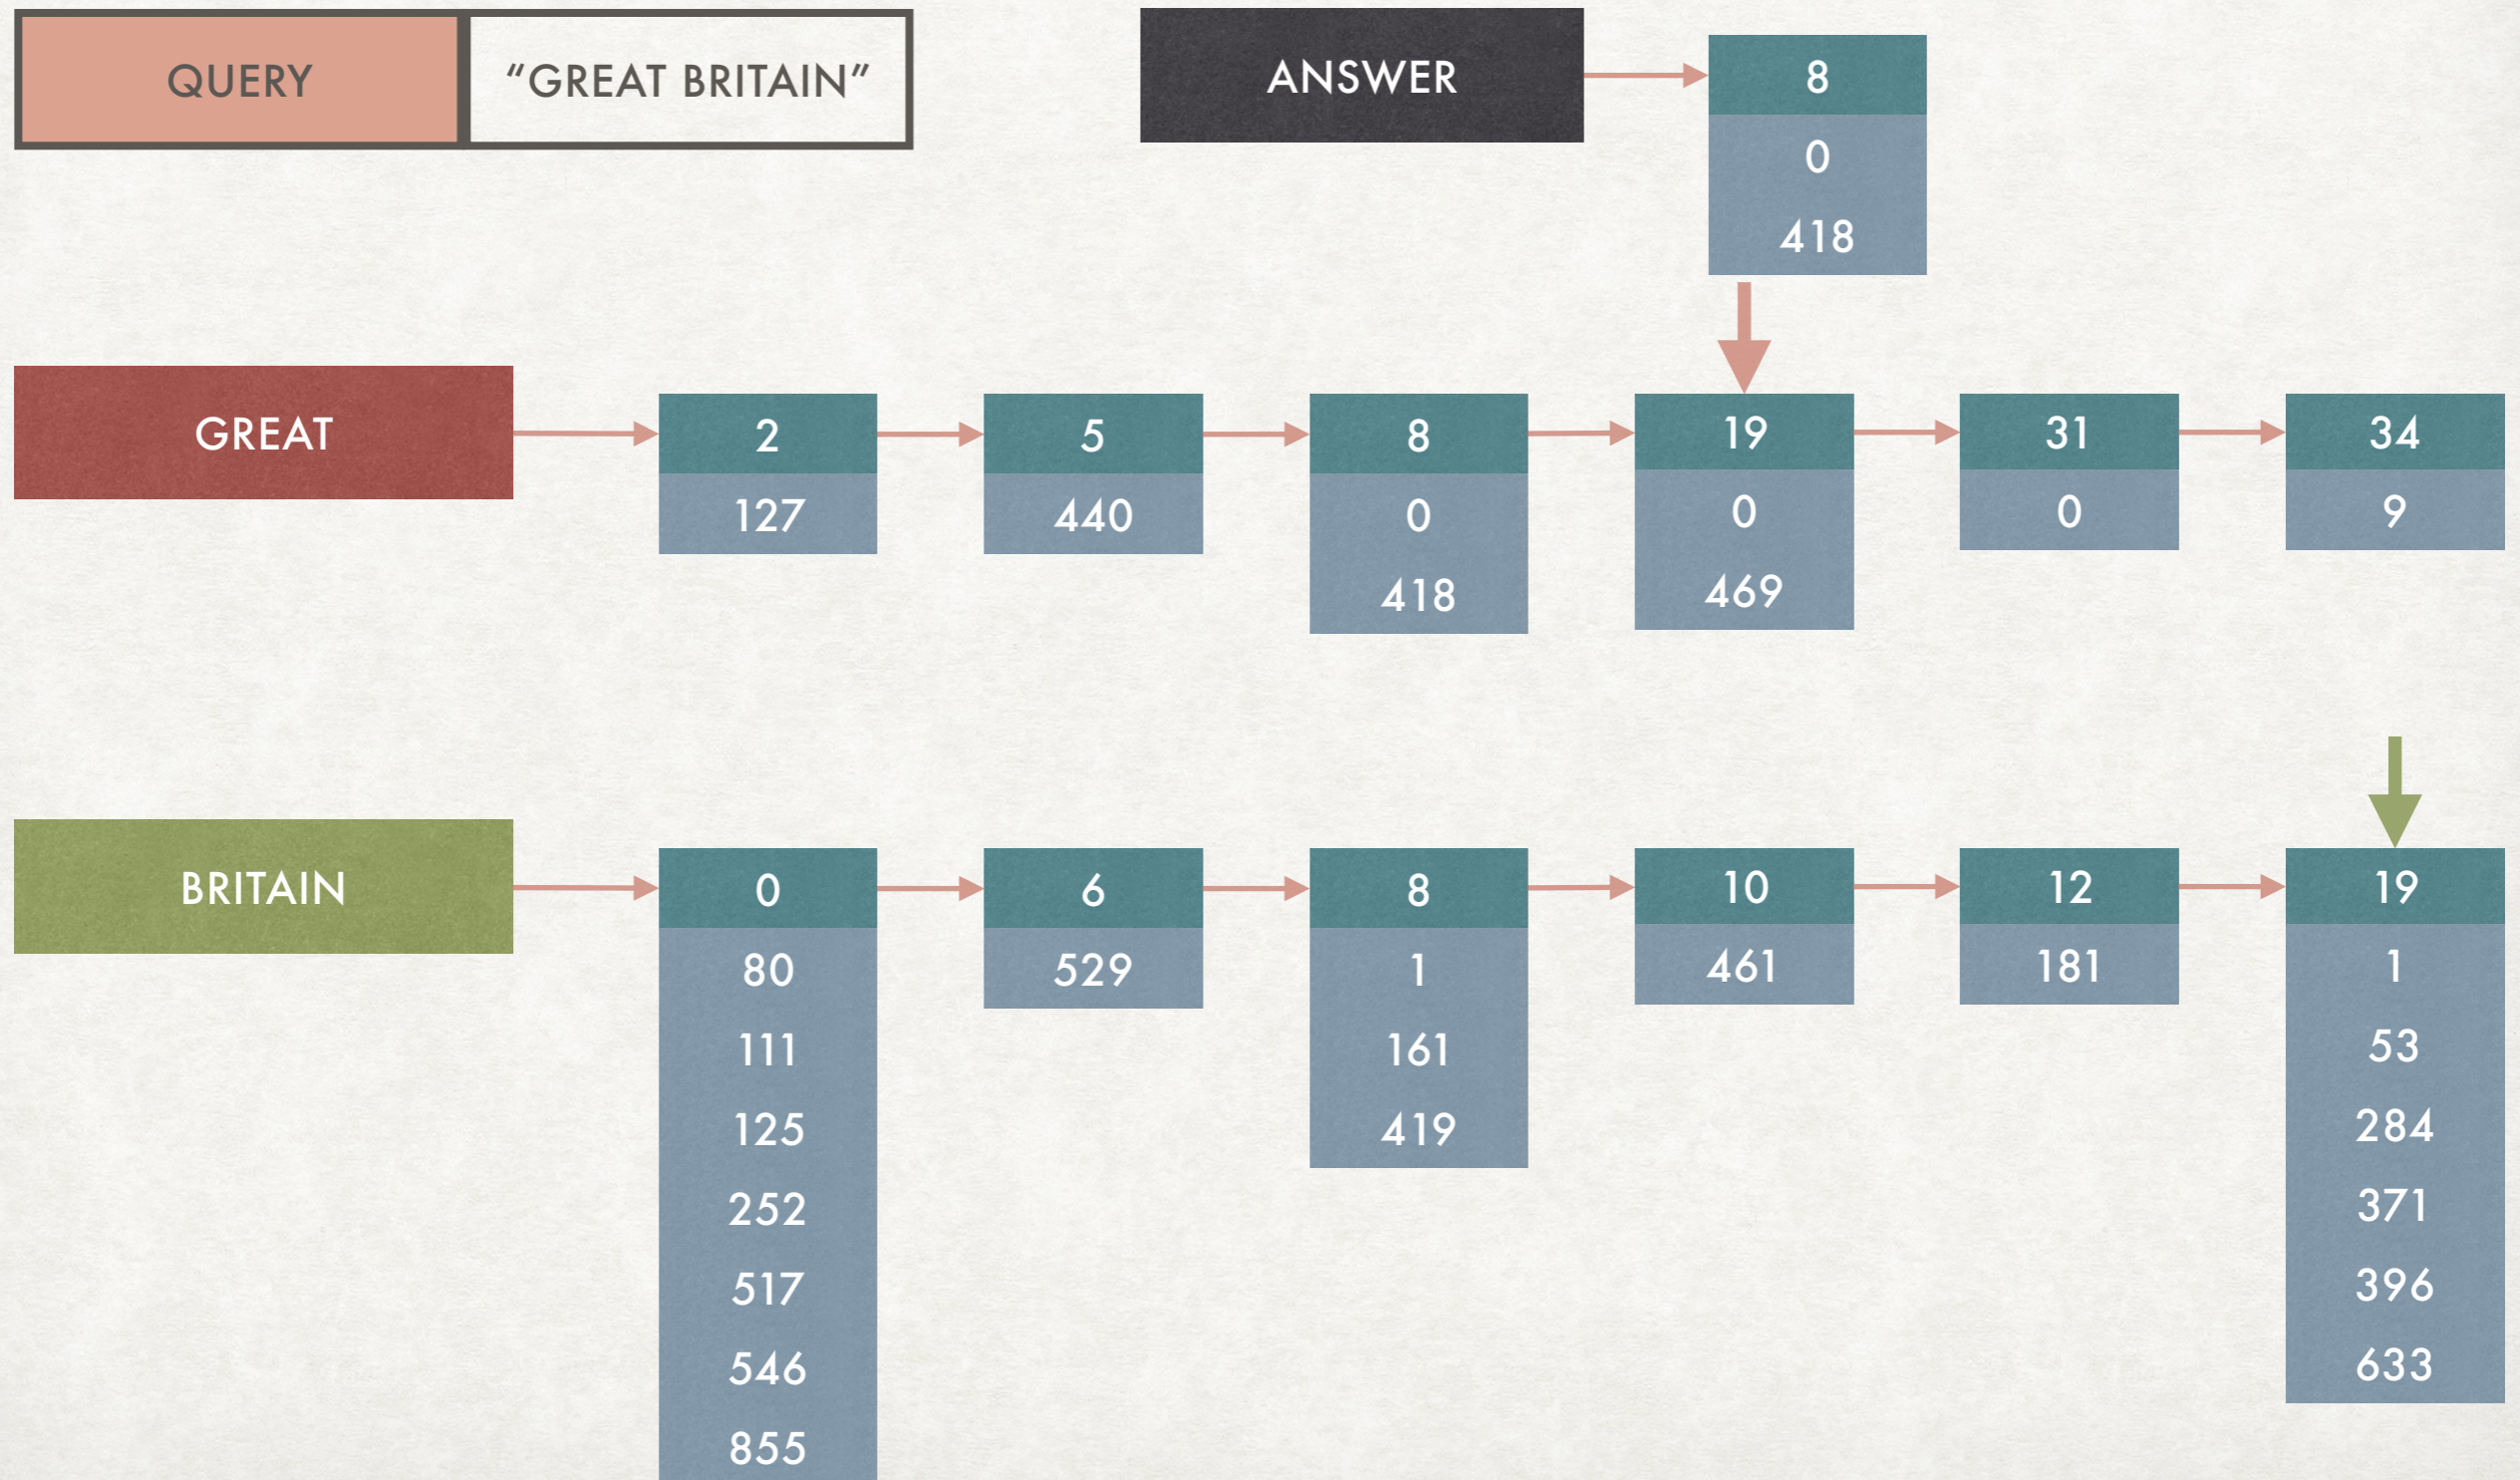 QUERY “GREAT BRITAIN” ANSWER 8
0
418
GREAT 2 5 8 19 31 34
127 440 0 0 0 9
418 469
BRITAIN 0 6 8 10 12 19
80 529 1 461 181 1
111 161 53
125 419 284
252 371
517 396
546 633
855